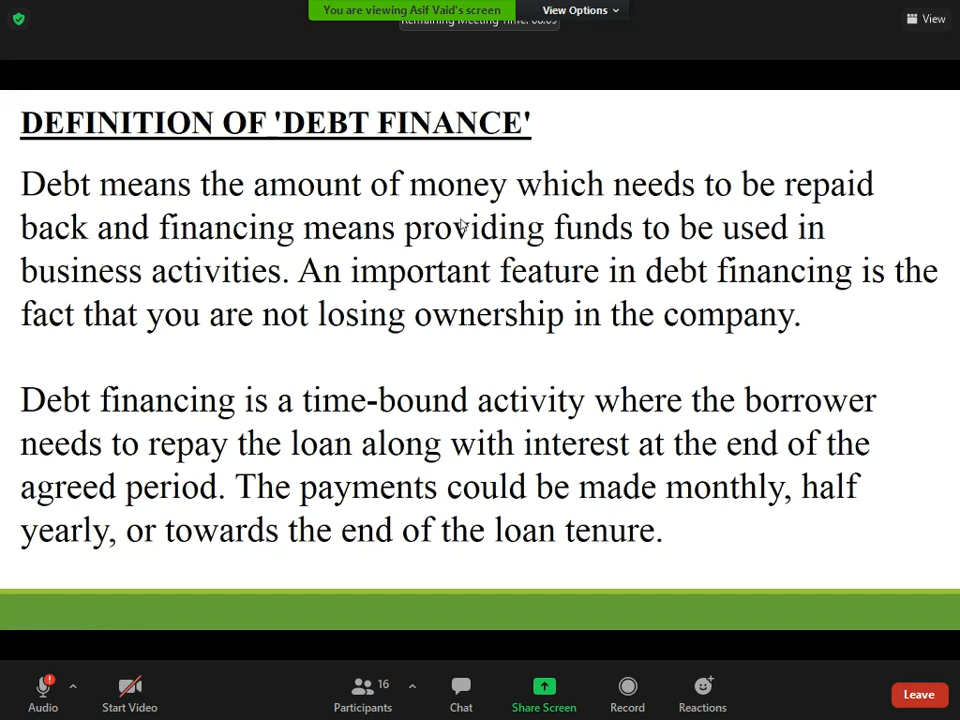 You are viewing Asif Vaid's screen
View Options
View
DEFINITION OF 'DEBT FINANCE'
Debt means the amount of money which needs to be repaid
back and financing means providing funds to be used in
business activities. An important feature in debt financing is the
fact that you are not losing ownership in the company.
Debt financing is a time-bound activity where the borrower
needs to repay the loan along with interest at the end of the
agreed period. The payments could be made monthly, half
yearly, or towards the end of the loan tenure.
16
Audio
Start Video
Participants
Chat
Share Screen
Record
Reactions
Leave